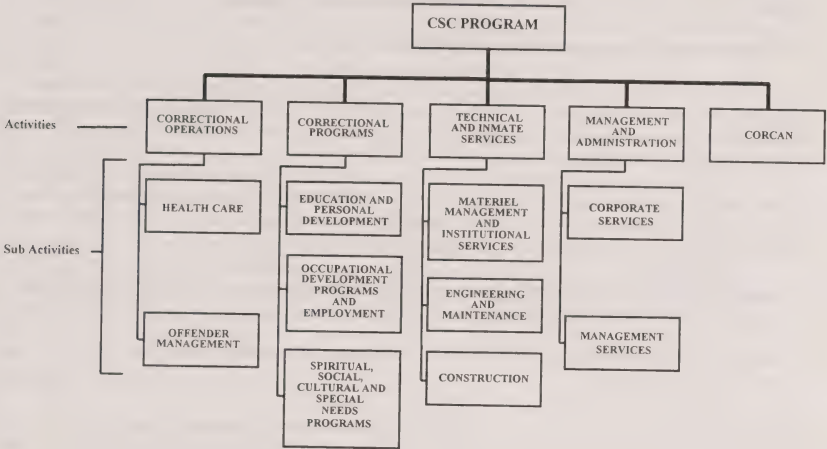 CSC PROGRAM
Activities
CORRECTIONAL
OPERATIONS
CORRECTIONAL
PROGRAMS
TECHNICAL
AND INMATE
SERVICES
MANAGEMENT
AND
ADMINISTRATION
CORCAN
Sub Activities
HEALTH CARE
OFFENDER
MANAGEMENT
EDUCATION AND
PERSONAL
DEVELOPMENT
OCCUPATIONAL
DEVELOPMENT
PROGRAMS
AND
EMPLOYMENT
SPIRITUAL,
SOCIAL,
CULTURAL AND
SPECIAL
NEEDS
PROGRAMS
MATERIEL
MANAGEMENT
AND
INSTITUTIONAL
SERVICES
ENGINEERING
AND
MAINTENANCE
CONSTRUCTION
CORPORATE
SERVICES
MANAGEMENT
SERVICES